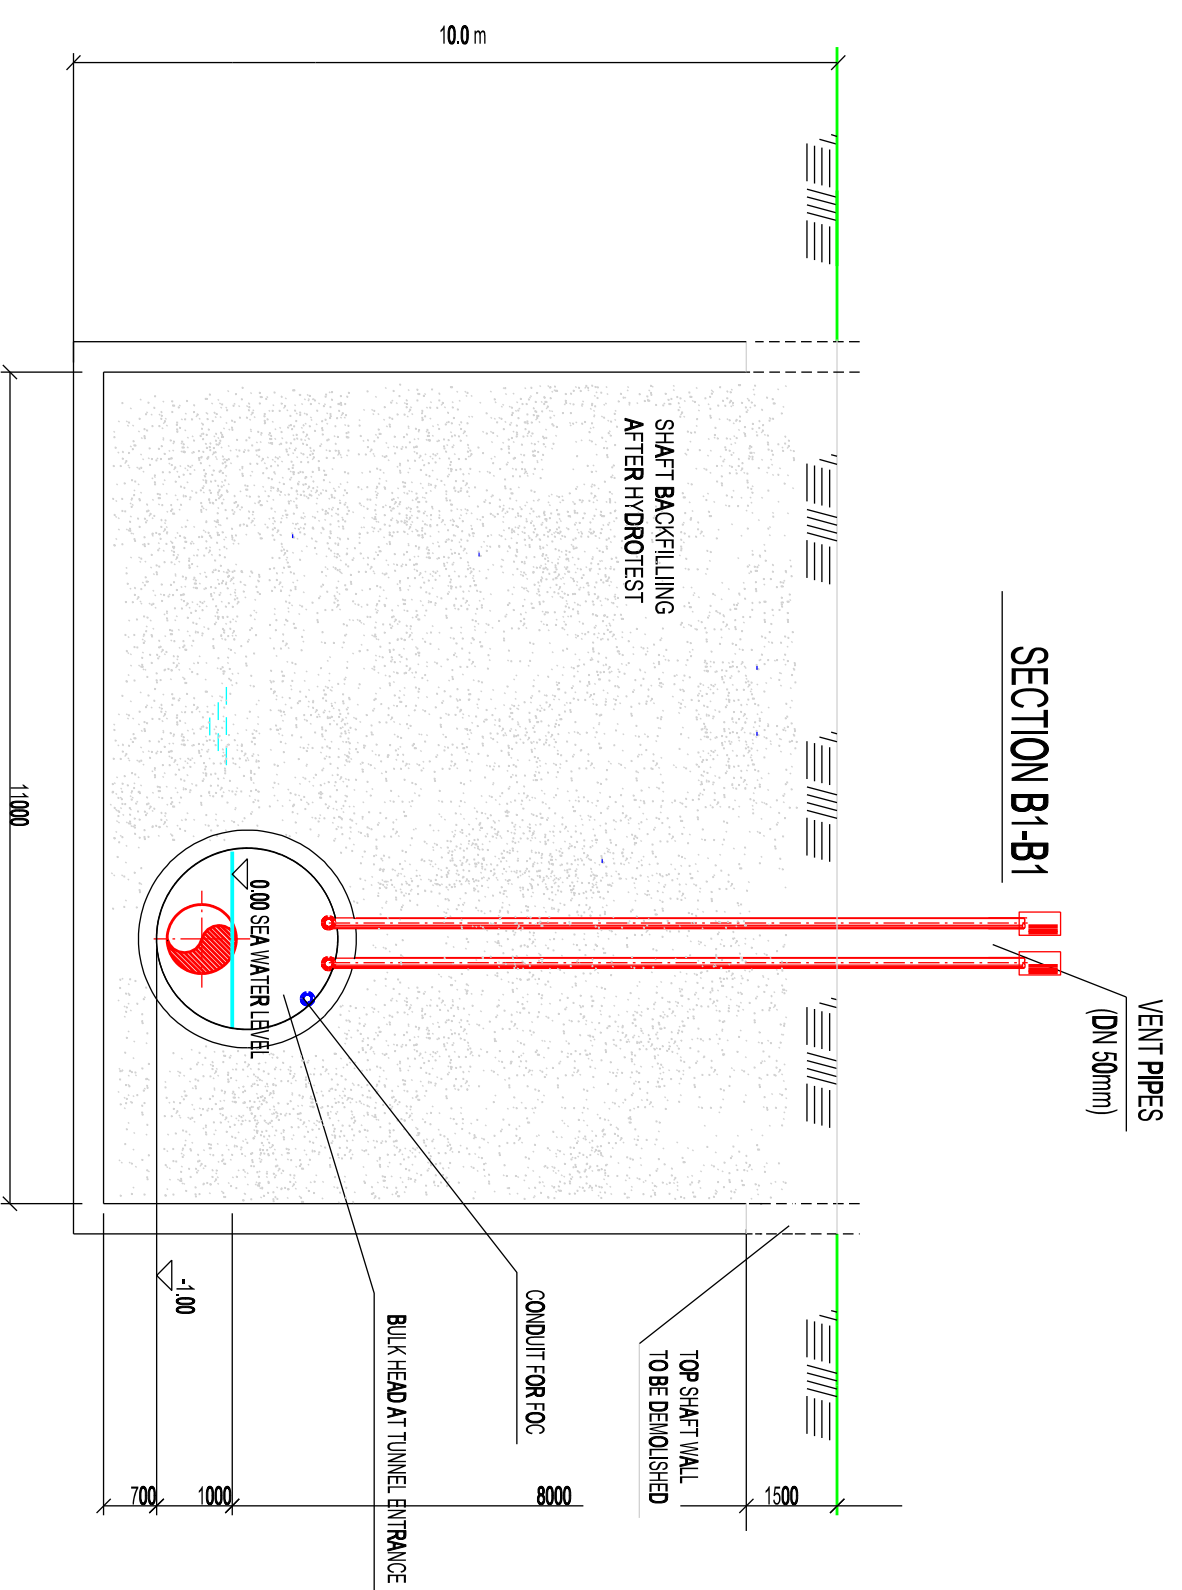 SECTION B1-B1
VENT PIPES
(DN 50mm)
10.0 m
SHAFT BACKFILLIING
AFTER HYDROTEST
0.00 SEA WATER LEVEL
-1.00
TOP SHAFT WALL
TO BE DEMOLISHED
CONDUIT FOR FOC
BULK HEAD AT TUNNEL ENTRANCE
1500
8000
1000
700
11000